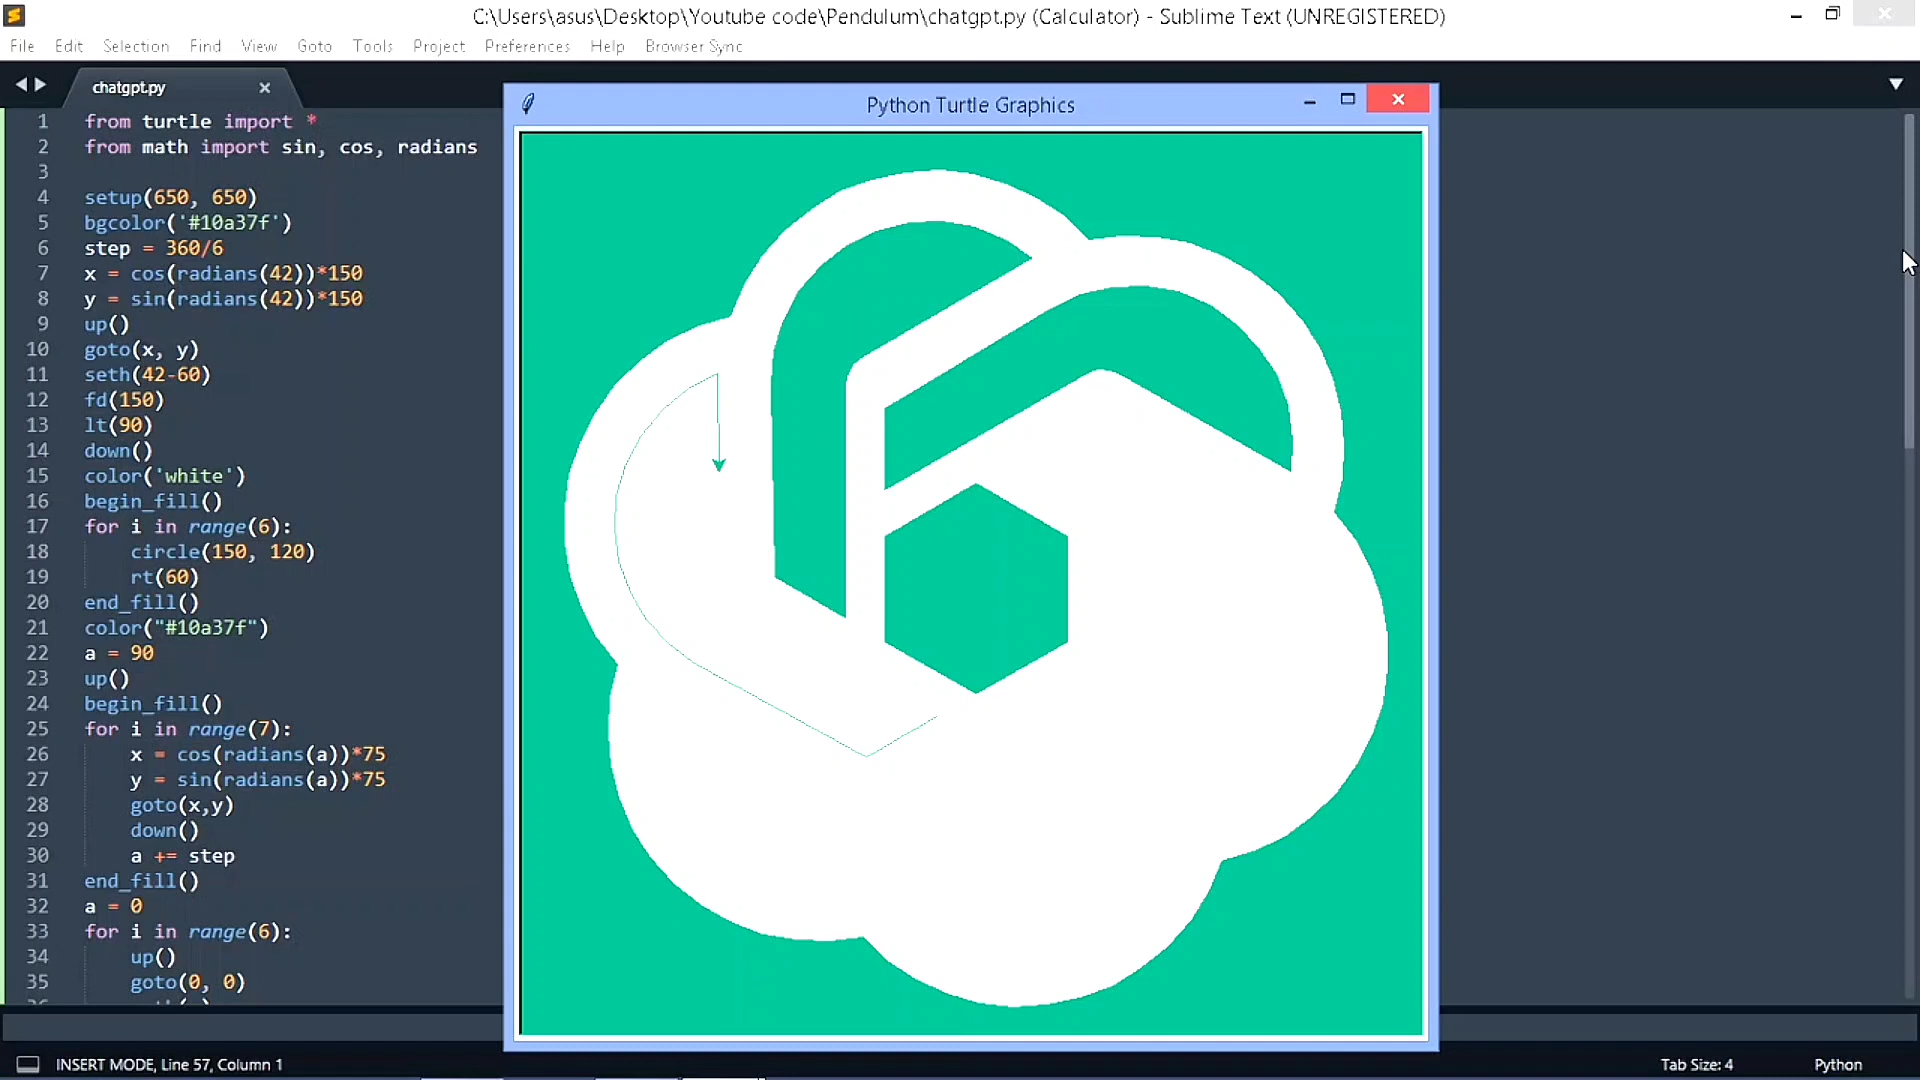 C:\Users\asus\Desktop\Youtube code\Pendulum\chatgpt.py (Calculator) - Sublime Text (UNREGISTERED)
File Edit Selection Find View Goto Tools Project Preferences Help Browser Sync
chatgpt.py
Python Turtle Graphics
1 from turtle import *
2 from math import sin, cos, radians
3
4 setup(650, 650)
5 bgcolor('#10a37f')
6 step = 360/6
7 x = cos(radians(42))*150
8 y = sin(radians(42))*150
9 up()
10 goto(x, y)
11 seth(42-60)
12 fd(150)
13 lt(90)
14 down()
15 color('white')
16 begin_fill()
17 for i in range(6):
18 circle(150, 120)
19 rt(60)
20 end_fill()
21 color("#10a37f")
22 a = 90
23 up()
24 begin_fill()
25 for i in range(7):
26 x = cos(radians(a))*75
27 y = sin(radians(a))*75
28 goto(x,y)
29 down()
30 a += step
31 end_fill()
32 a = 0
33 for i in range(6):
34 up()
35 goto(0, 0)
INSERT MODE, Line 57, Column 1
Tab Size: 4
Python